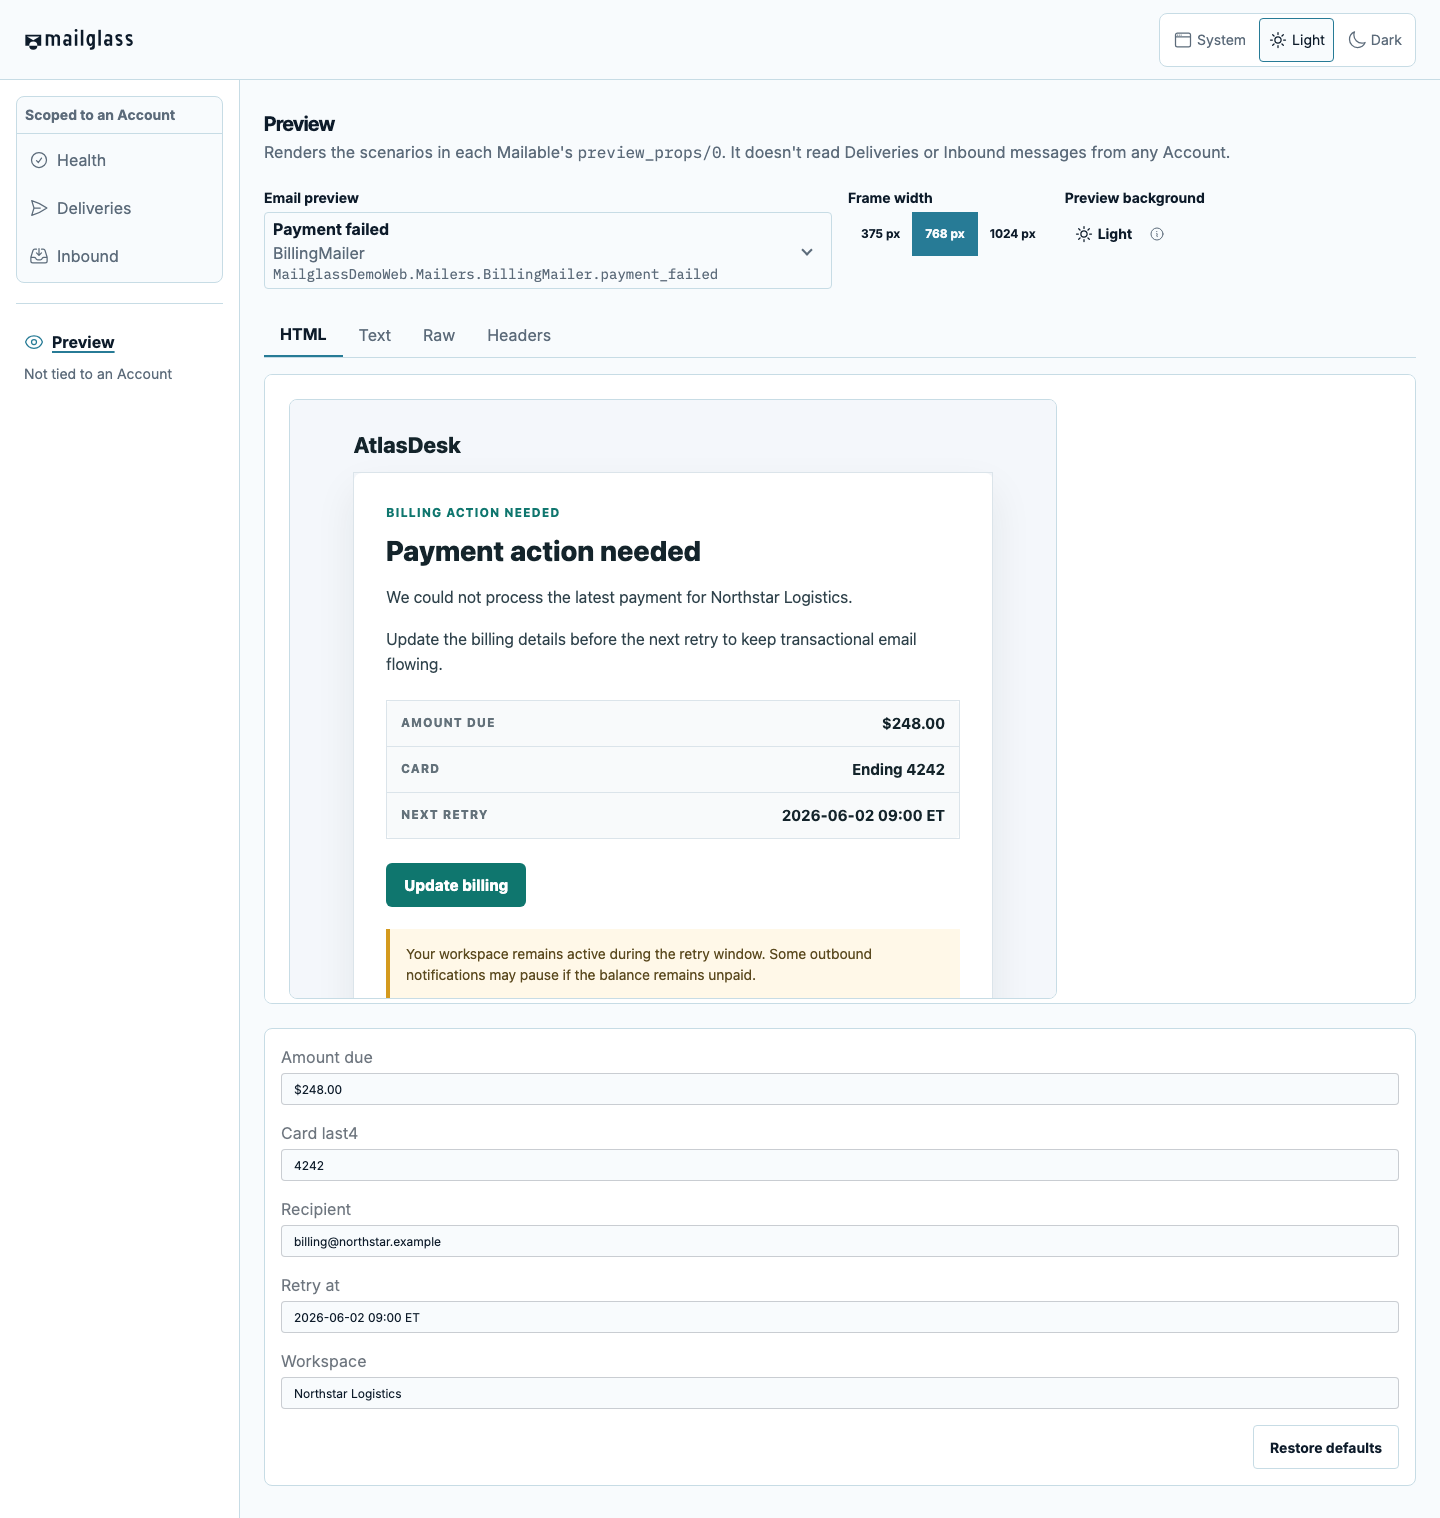 mailglass
System
Light
Dark
Scoped to an Account
Health
Deliveries
Inbound
Preview
Not tied to an Account
Preview
Renders the scenarios in each Mailable's preview_props/0. It doesn't read Deliveries or Inbound messages from any Account.
Email preview
Payment failed
BillingMailer
MailglassDemoWeb.Mailers.BillingMailer.payment_failed
Frame width
375 px
768 px
1024 px
Preview background
Light
HTML
Text
Raw
Headers
AtlasDesk
BILLING ACTION NEEDED
Payment action needed
We could not process the latest payment for Northstar Logistics.
Update the billing details before the next retry to keep transactional email
flowing.
AMOUNT DUE
$248.00
CARD
Ending 4242
NEXT RETRY
2026-06-02 09:00 ET
Update billing
Your workspace remains active during the retry window. Some outbound
notifications may pause if the balance remains unpaid.
Amount due
$248.00
Card last4
4242
Recipient
billing@northstar.example
Retry at
2026-06-02 09:00 ET
Workspace
Northstar Logistics
Restore defaults